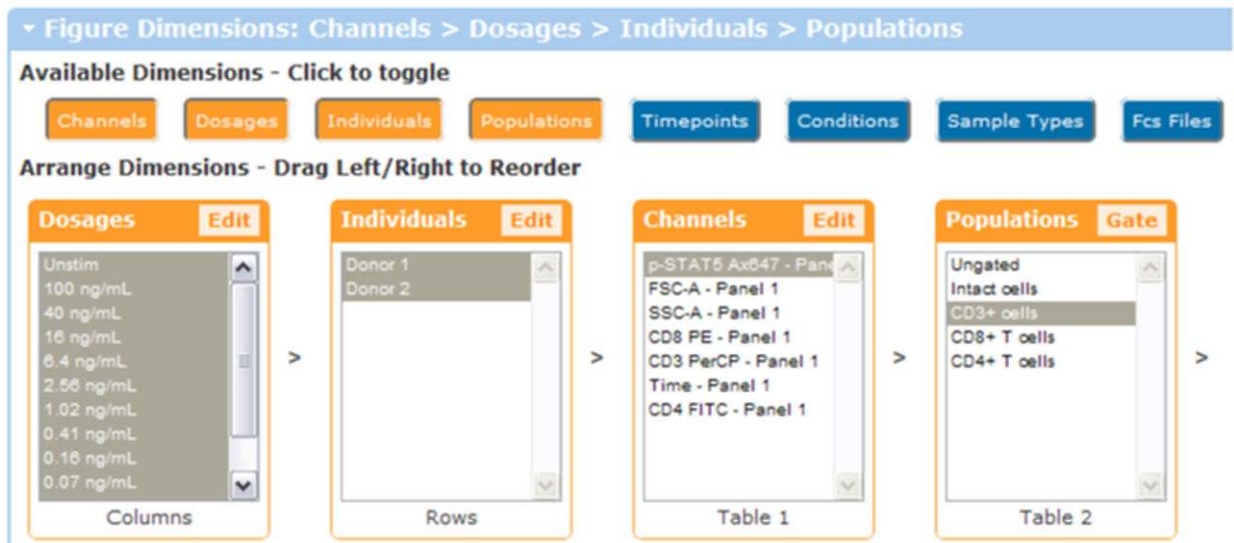 Figure Dimensions: Channels > Dosages > Individuals > Populations
Available Dimensions - Click to toggle
Channels Dosages Individuals Populations Timepoints Conditions Sample Types Fcs Files
Arrange Dimensions - Drag Left/Right to Reorder
Dosages Edit
Unstim
100 ng/mL
40 ng/mL
16 ng/mL
6.4 ng/mL
2.56 ng/mL
1.02 ng/mL
0.41 ng/mL
0.16 ng/mL
0.07 ng/mL
Columns
>
Individuals Edit
Donor 1
Donor 2
Rows
>
Channels Edit
p-STAT5 Ax647 - Pane
FSC-A - Panel 1
SSC-A - Panel 1
CD8 PE - Panel 1
CD3 PerCP - Panel 1
Time - Panel 1
CD4 FITC - Panel 1
Table 1
>
Populations Gate
Ungated
Intact cells
CD3+ cells
CD8+ T cells
CD4+ T cells
Table 2
>